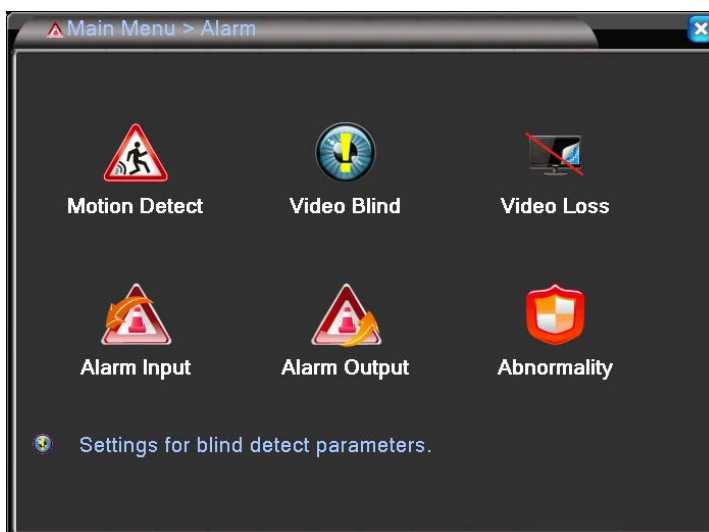 Main Menu > Alarm
Motion Detect Video Blind Video Loss
Alarm Input Alarm Output Abnormality
Settings for blind detect parameters.